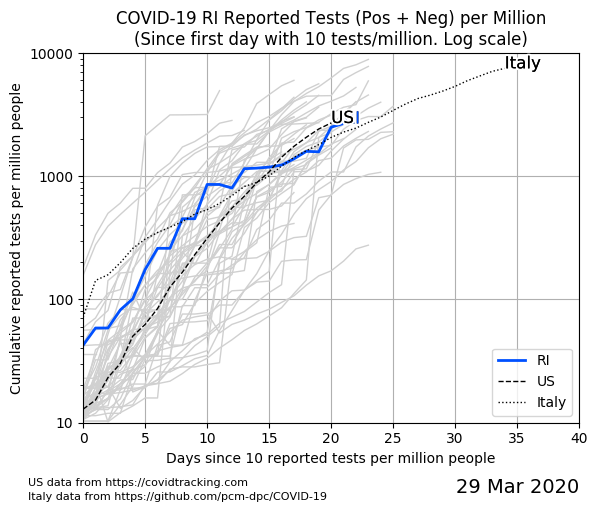 COVID-19 RI Reported Tests (Pos + Neg) per Million
(Since first day with 10 tests/million. Log scale)
Cumulative reported tests per million people
10000
1000
100
10
Italy
US
RI
US
Italy
0 5 10 15 20 25 30 35 40
Days since 10 reported tests per million people
US data from https://covidtracking.com
Italy data from https://github.com/pcm-dpc/COVID-19
29 Mar 2020